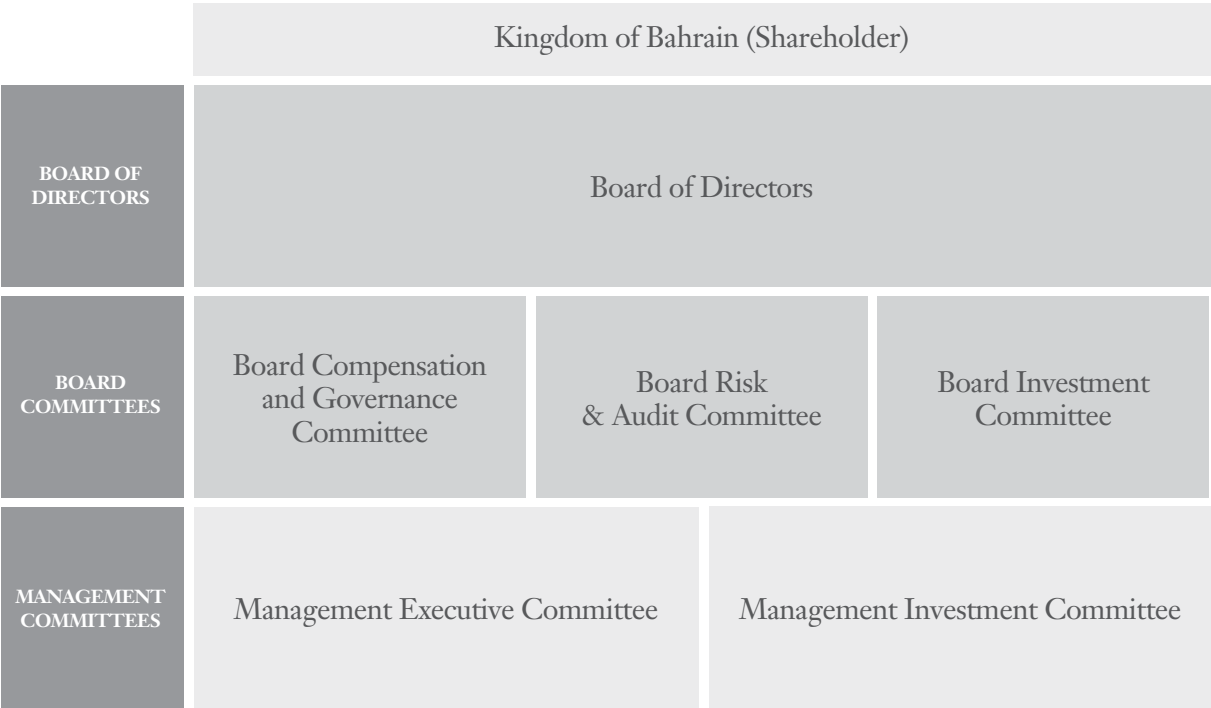 Kingdom of Bahrain (Shareholder)
BOARD OF
DIRECTORS
Board of Directors
BOARD
COMMITTEES
Board Compensation
and Governance
Committee
Board Risk
& Audit Committee
Board Investment
Committee
MANAGEMENT
COMMITTEES
Management Executive Committee
Management Investment Committee